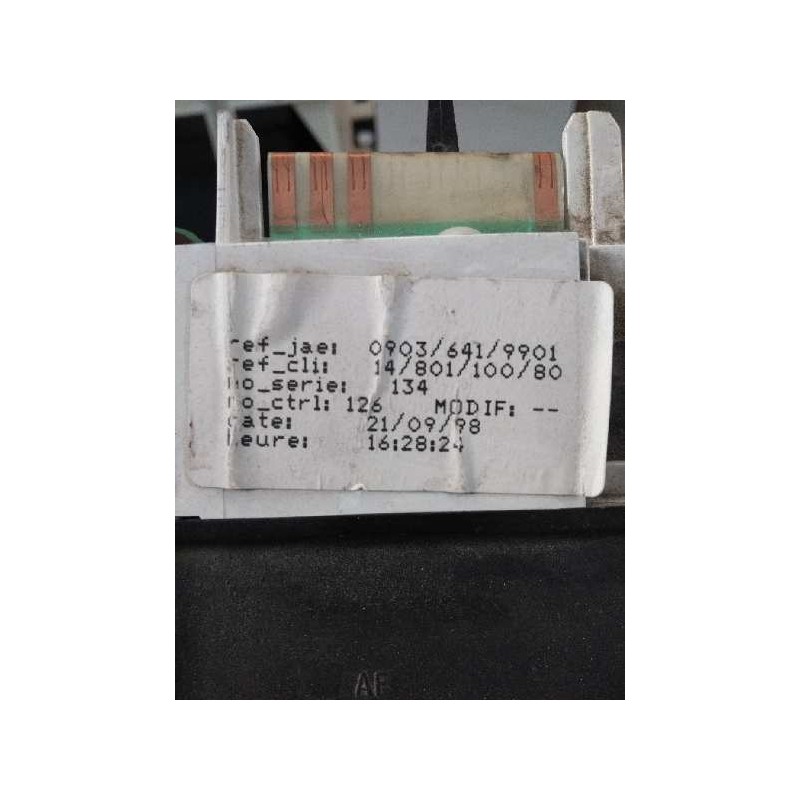 ref_jae: 0903/641/9901
ref_cli: 14/801/100/80
no_serie: 134
no_ctrl: 126 MODIF: --
date: 21/09/98
heure: 16:28:24